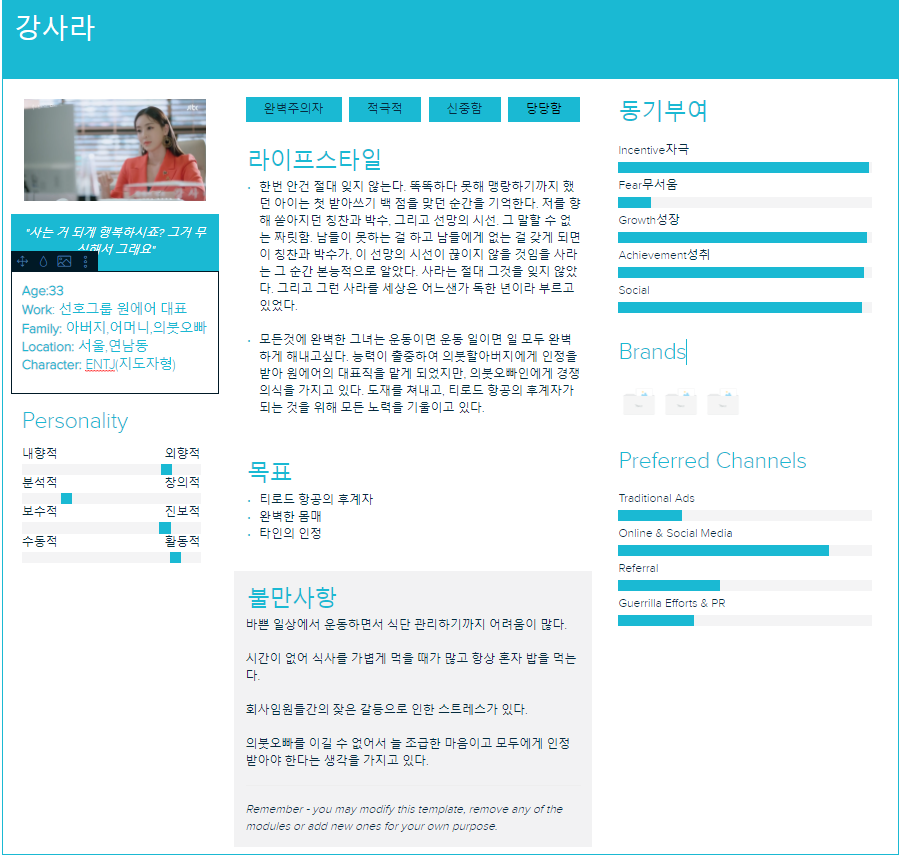 강사라
jtbc
"사는 거 되게 행복하시죠? 그거 무
식해서 그래요"
Age:33
Work: 선호그룹 원에어 대표
Family: 아버지,어머니,의붓오빠
Location: 서울,연남동
Character: ENTJ(지도자형)
Personality
내향적 외향적
분석적 창의적
보수적 진보적
수동적 활동적
완벽주의자 적극적 신중함 당당함
라이프스타일
한번 안건 절대 잊지 않는다. 똑똑하다 못해 맹랑하기까지 했
던 아이는 첫 받아쓰기 백 점을 맞던 순간을 기억한다. 저를 향
해 쏟아지던 칭찬과 박수, 그리고 선망의 시선. 그 말할 수 없
는 짜릿함. 남들이 못하는 걸 하고 남들에게 없는 걸 갖게 되면
이 칭찬과 박수가, 이 선망의 시선이 끊이지 않을 것임을 사라
는 그 순간 본능적으로 알았다. 사라는 절대 그것을 잊지 않았
다. 그리고 그런 사라를 세상은 어느샌가 독한 년이라 부르고
있었다.
모든것에 완벽한 그녀는 운동이면 운동 일이면 일 모두 완벽
하게 해내고싶다. 능력이 출중하여 의붓할아버지에게 인정을
받아 원에어의 대표직을 맡게 되었지만, 의붓오빠인에게 경쟁
의식을 가지고 있다. 도재를 쳐내고, 티로드 항공의 후계자가
되는 것을 위해 모든 노력을 기울이고 있다.
목표
티로드 항공의 후계자
완벽한 몸매
타인의 인정
불만사항
바쁜 일상에서 운동하면서 식단 관리하기까지 어려움이 많다.
시간이 없어 식사를 가볍게 먹을 때가 많고 항상 혼자 밥을 먹는
다.
회사임원들간의 잦은 갈등으로 인한 스트레스가 있다.
의붓오빠를 이길 수 없어서 늘 조급한 마음이고 모두에게 인정
받아야 한다는 생각을 가지고 있다.
Remember - you may modify this template, remove any of the
modules or add new ones for your own purpose.
동기부여
Incentive자극
Fear무서움
Growth성장
Achievement성취
Social
Brands
Preferred Channels
Traditional Ads
Online & Social Media
Referral
Guerrilla Efforts & PR